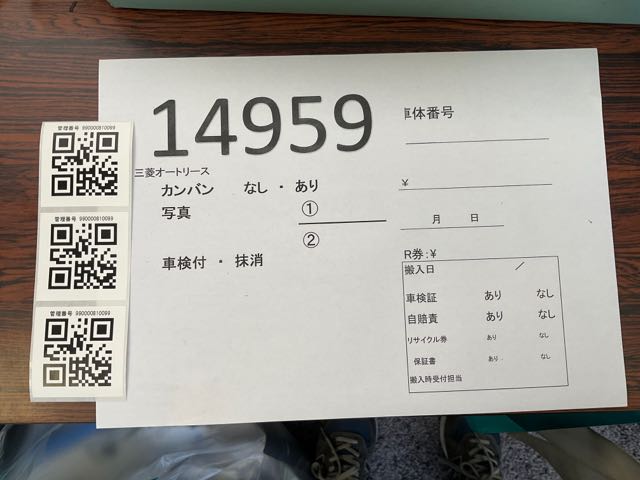 管理番号 990000810099
管理番号 990000810099
管理番号 990000810099
14959
三菱オートリース
カンバン なし ・ あり
写真 ①
②
車検付 ・ 抹消
車体番号
¥
月 日
R券:¥
搬入日 /
車検証 あり なし
自賠責 あり なし
リサイクル券 あり なし
保証書 あり なし
搬入時受付担当